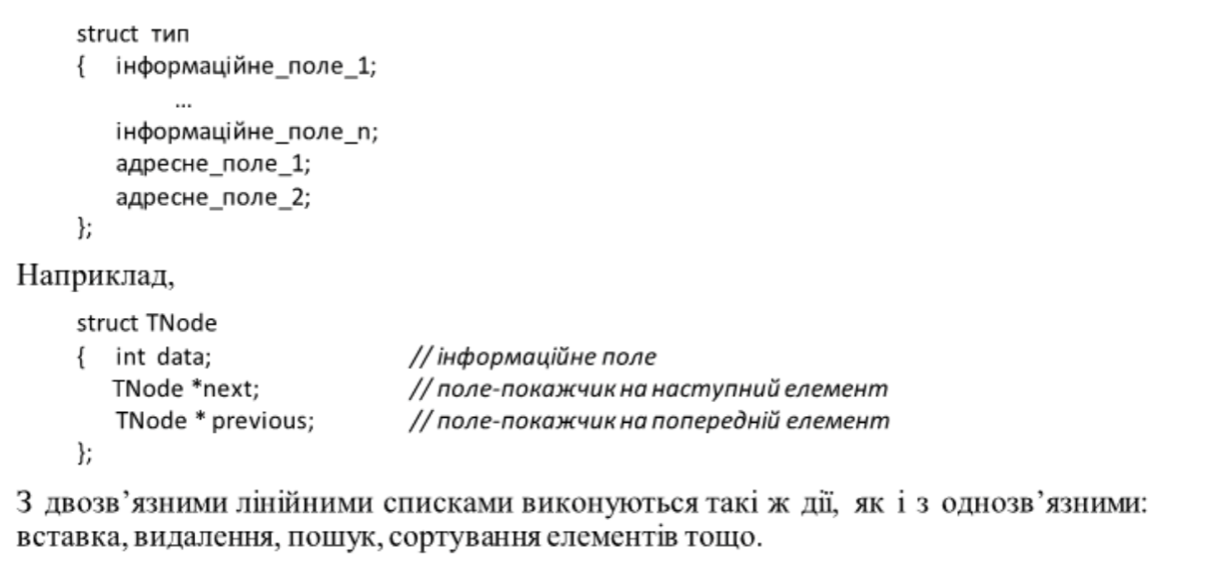 struct тип
{ інформаційне_поле_1;
...
інформаційне_поле_n;
адресне_поле_1;
адресне_поле_2;
};
Наприклад,
struct TNode
{ int data; // інформаційне поле
TNode *next; // поле-покажчик на наступний елемент
TNode * previous; // поле-покажчик на попередній елемент
};
З двозв’язними лінійними списками виконуються такі ж дії, як і з однозв’язними:
вставка, видалення, пошук, сортування елементів тощо.